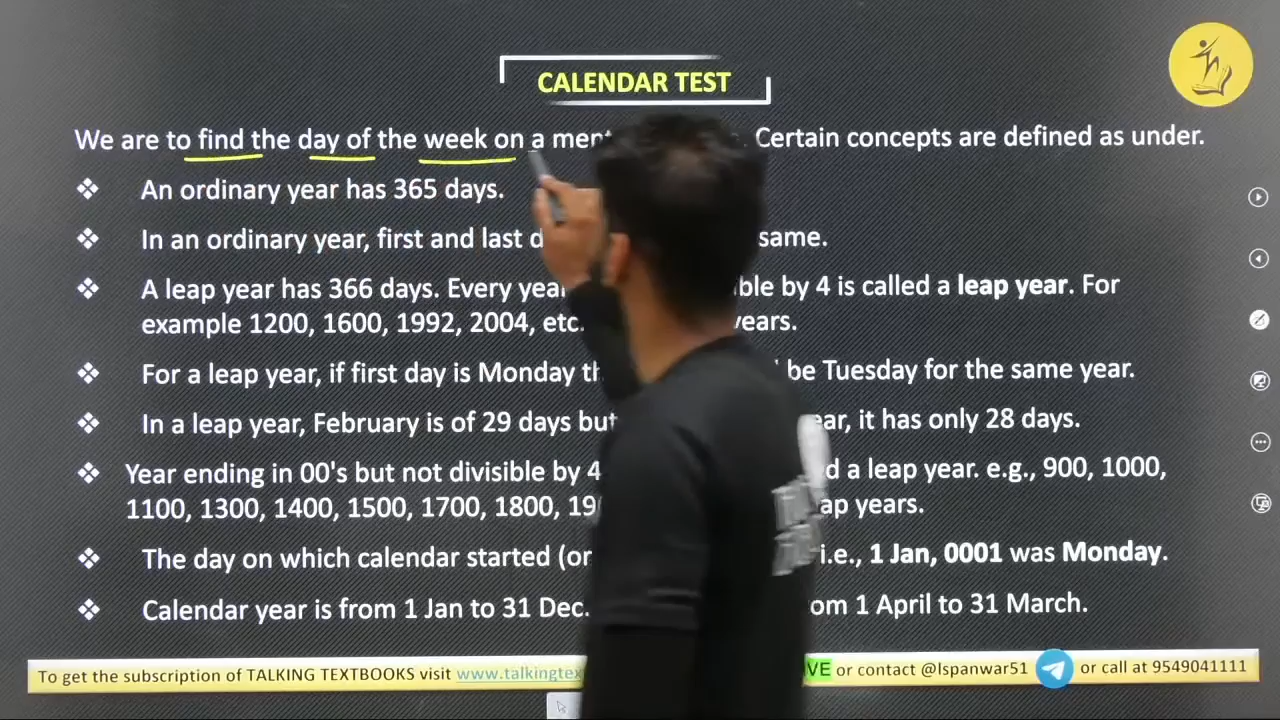 CALENDAR TEST
We are to find the day of the week on a ment . Certain concepts are defined as under.
❖ An ordinary year has 365 days.
❖ In an ordinary year, first and last d same.
❖ A leap year has 366 days. Every year ble by 4 is called a leap year. For
example 1200, 1600, 1992, 2004, etc. years.
❖ For a leap year, if first day is Monday th be Tuesday for the same year.
❖ In a leap year, February is of 29 days but ear, it has only 28 days.
❖ Year ending in 00's but not divisible by 4 d a leap year. e.g., 900, 1000,
1100, 1300, 1400, 1500, 1700, 1800, 19 ap years.
❖ The day on which calendar started (or i.e., 1 Jan, 0001 was Monday.
❖ Calendar year is from 1 Jan to 31 Dec. om 1 April to 31 March.
To get the subscription of TALKING TEXTBOOKS visit www.talkingtex VE or contact @lspanwar51 or call at 9549041111